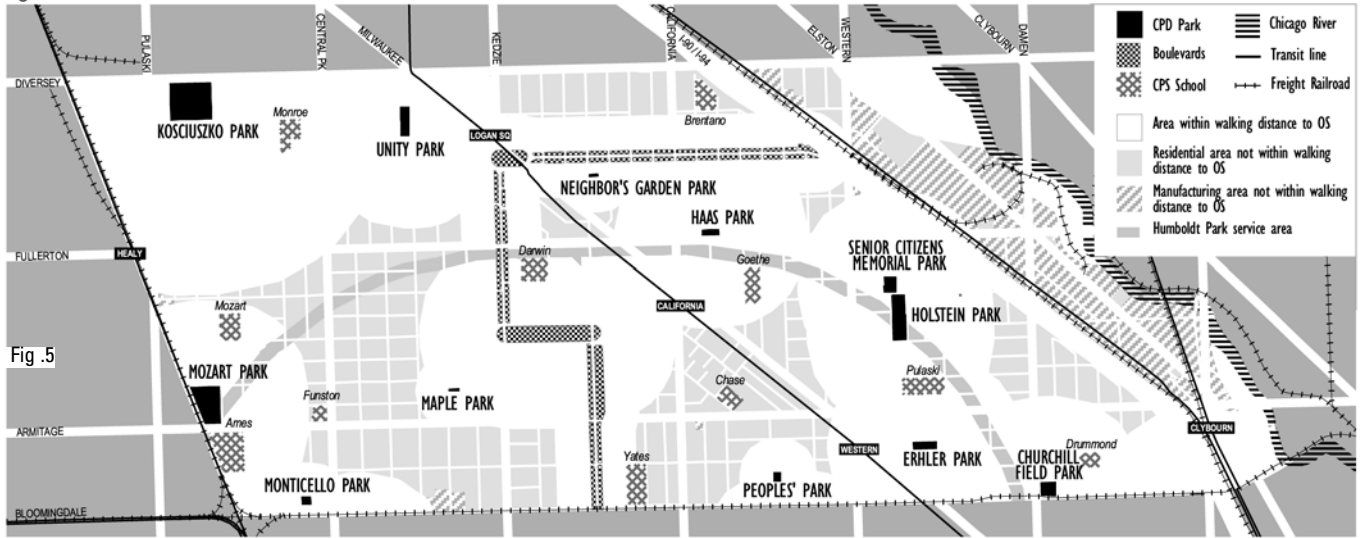 PULASKI
CENTRAL PK
MILWAUKEE
KEDZIE
CALIFORNIA
I-90 / I-94
ELSTON
WESTERN
CLYBOURN
DAMEN
CPD Park
Chicago River
Boulevards
Transit line
CPS School
Freight Railroad
Area within walking distance to OS
Residential area not within walking
distance to OS
Manufacturing area not within walking
distance to OS
Humboldt Park service area
DIVERSEY
KOSCIUSZKO PARK
Monroe
UNITY PARK
LOGAN SQ
Brentano
NEIGHBOR'S GARDEN PARK
HAAS PARK
FULLERTON
HEALY
Darwin
Goethe
SENIOR CITIZENS
MEMORIAL PARK
Mozart
CALIFORNIA
HOLSTEIN PARK
Fig .5
MOZART PARK
Funston
MAPLE PARK
Chase
Pulaski
ARMITAGE
Ames
CLYBOURN
WESTERN
Yates
MONTICELLO PARK
PEOPLES' PARK
ERHLER PARK
Drummond
CHURCHILL
FIELD PARK
BLOOMINGDALE